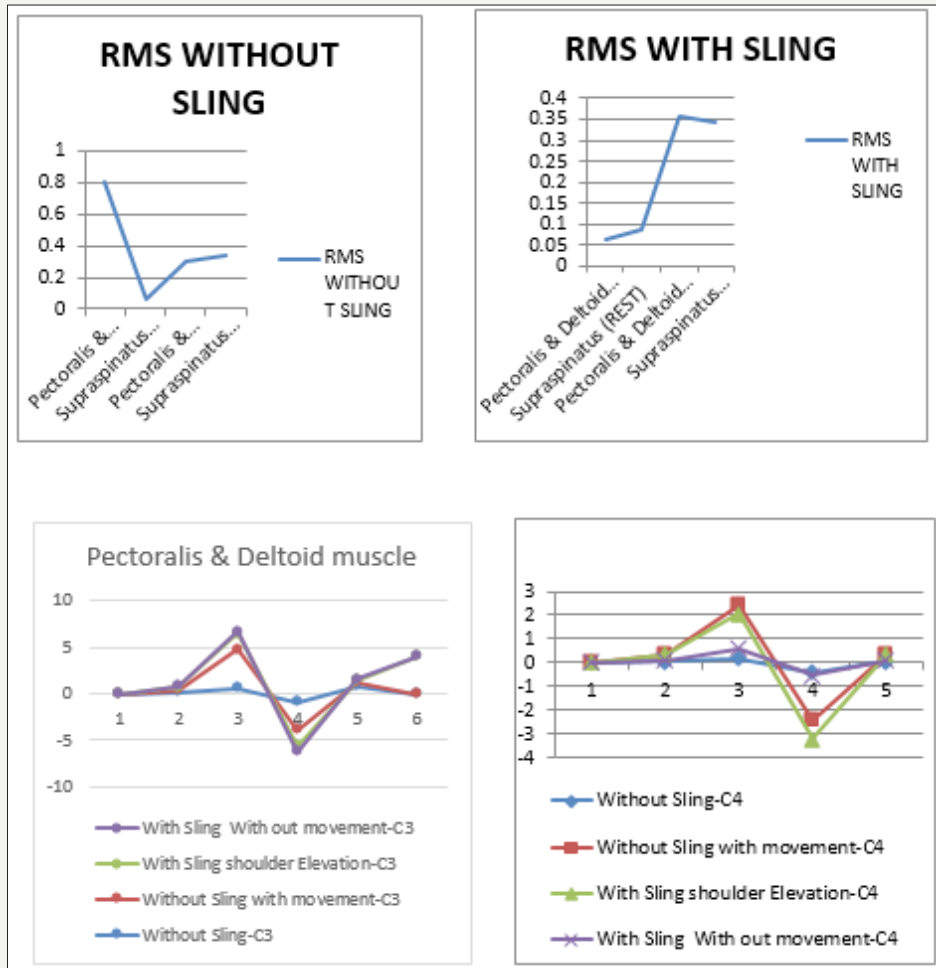 RMS WITHOUT
SLING
1
0.8
0.6
0.4
0.2
0
Pectoralis &...
Supraspinatus...
Pectoralis &...
Supraspinatus...
RMS
WITHOU
T SLING
RMS WITH SLING
0.4
0.35
0.3
0.25
0.2
0.15
0.1
0.05
0
Pectoralis & Deltoid...
Supraspinatus (REST)
Pectoralis & Deltoid...
Supraspinatus...
RMS
WITH
SLING
Pectoralis & Deltoid muscle
10
5
0
-5
-10
1 2 3 4 5 6
With Sling With out movement-C3
With Sling shoulder Elevation-C3
Without Sling with movement-C3
Without Sling-C3
3
2
1
0
-1
-2
-3
-4
1 2 3 4 5
Without Sling-C4
Without Sling with movement-C4
With Sling shoulder Elevation-C4
With Sling With out movement-C4